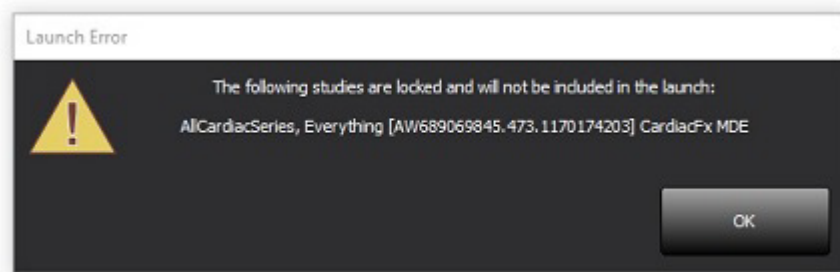 Launch Error
The following studies are locked and will not be included in the launch:
AllCardiacSeries, Everything [AW689069845.473.1170174203] CardiacFx MDE
OK